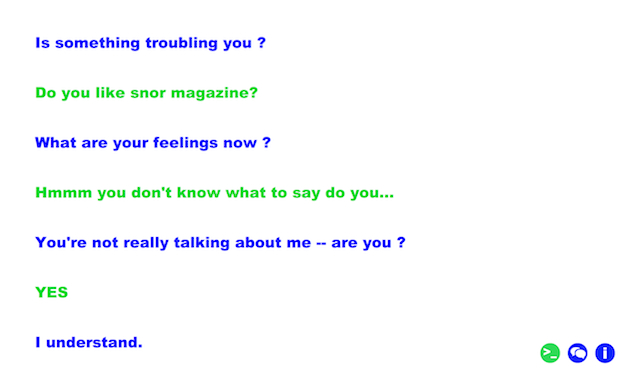 Is something troubling you ?
Do you like snor magazine?
What are your feelings now ?
Hmmm you don't know what to say do you...
You're not really talking about me -- are you ?
YES
I understand.
>_
i